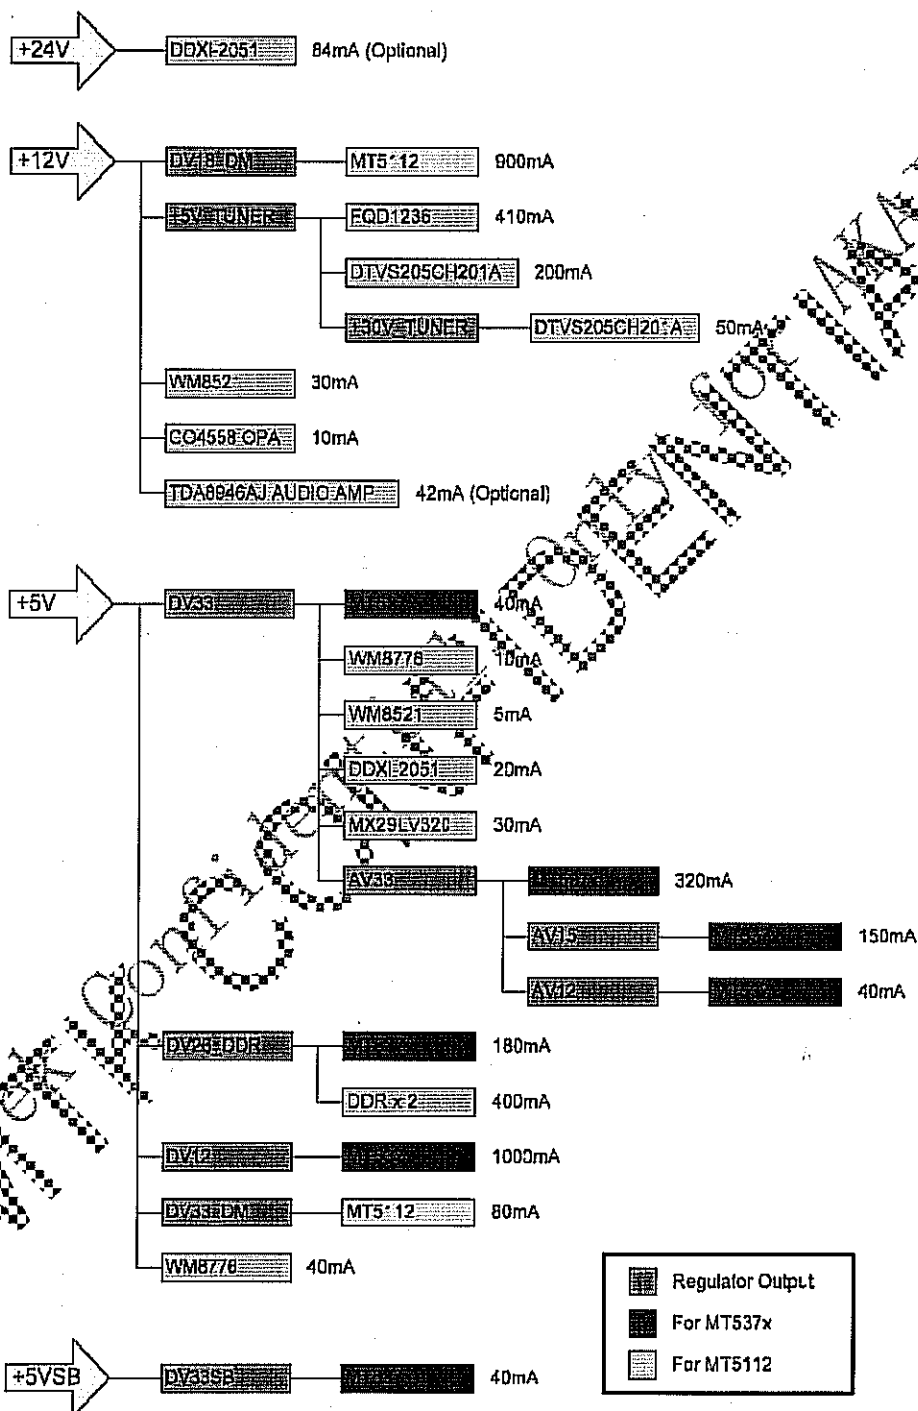 +24V DDXI-2051 84mA (Optional)
+12V DV18-DM MT5112 900mA
+5V-TUNER FQD1236 410mA
DTVS205CH201A 200mA
+30V-TUNER DTVS205CH201A 50mA
WM852 30mA
CO4558 OPA 10mA
TDA8946AJ AUDIO AMP 42mA (Optional)
+5V DV33 40mA
WM8776 10mA
WM8521 5mA
DDXI-2051 20mA
MX29LV320 30mA
AV33 320mA
AV15 150mA
AV12 40mA
DV26-DDR 180mA
DDR x 2 400mA
DV12 1000mA
DV33-DM MT5112 80mA
WM8776 40mA
Regulator Output
For MT537x
For MT5112
+5VSB DV33SB 40mA